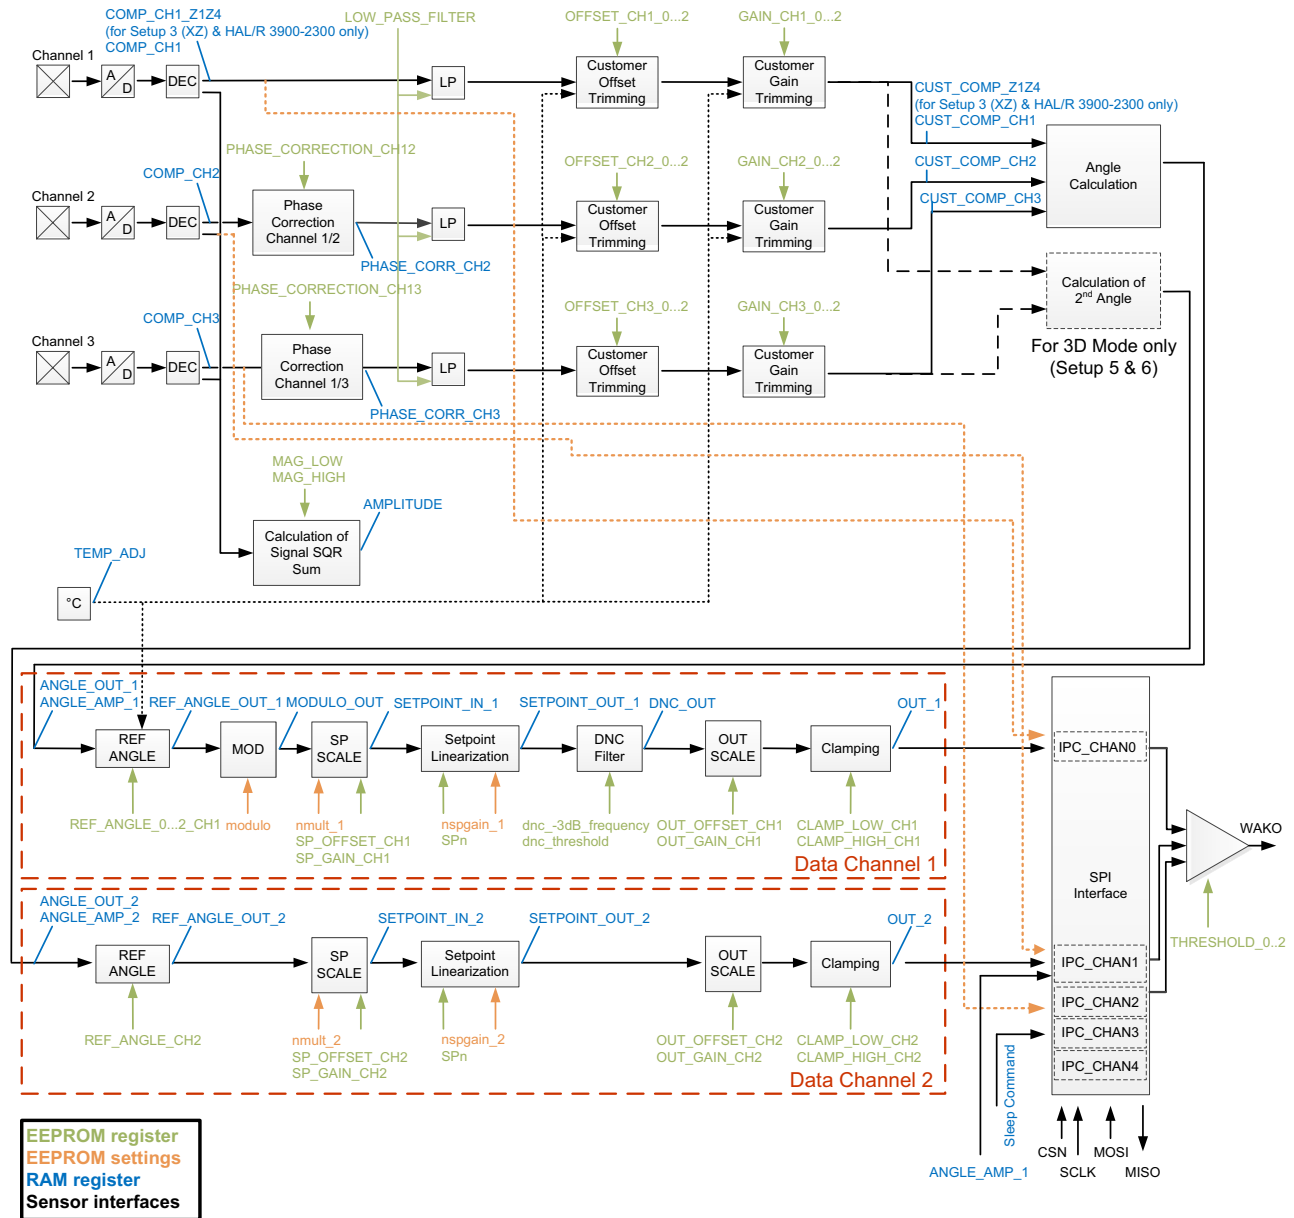 COMP_CH1_Z1Z4
(for Setup 3 (XZ) & HAL/R 3900-2300 only)
COMP_CH1
LOW_PASS_FILTER
OFFSET_CH1_0...2
GAIN_CH1_0...2
Channel 1
A
D
DEC
LP
Customer
Offset
Trimming
Customer
Gain
Trimming
CUST_COMP_Z1Z4
(for Setup 3 (XZ) & HAL/R 3900-2300 only)
CUST_COMP_CH1
PHASE_CORRECTION_CH12
OFFSET_CH2_0...2
GAIN_CH2_0...2
CUST_COMP_CH2
CUST_COMP_CH3
Angle
Calculation
COMP_CH2
Channel 2
A
D
DEC
Phase
Correction
Channel 1/2
LP
Customer
Offset
Trimming
Customer
Gain
Trimming
PHASE_CORR_CH2
PHASE_CORRECTION_CH13
OFFSET_CH3_0...2
GAIN_CH3_0...2
Calculation of
2nd Angle
For 3D Mode only
(Setup 5 & 6)
COMP_CH3
Channel 3
A
D
DEC
Phase
Correction
Channel 1/3
LP
Customer
Offset
Trimming
Customer
Gain
Trimming
PHASE_CORR_CH3
MAG_LOW
MAG_HIGH
AMPLITUDE
Calculation of
Signal SQR
Sum
TEMP_ADJ
°C
ANGLE_OUT_1
ANGLE_AMP_1
REF_ANGLE_OUT_1
MODULO_OUT
SETPOINT_IN_1
SETPOINT_OUT_1
DNC_OUT
OUT_1
REF
ANGLE
MOD
SP
SCALE
Setpoint
Linearization
DNC
Filter
OUT
SCALE
Clamping
IPC_CHAN0
REF_ANGLE_0...2_CH1
modulo
nmult_1
SP_OFFSET_CH1
SP_GAIN_CH1
nspgain_1
SPn
dnc_-3dB_frequency
dnc_threshold
OUT_OFFSET_CH1
OUT_GAIN_CH1
CLAMP_LOW_CH1
CLAMP_HIGH_CH1
Data Channel 1
WAKO
SPI
Interface
THRESHOLD_0...2
ANGLE_OUT_2
ANGLE_AMP_2
REF_ANGLE_OUT_2
SETPOINT_IN_2
SETPOINT_OUT_2
OUT_2
REF
ANGLE
SP
SCALE
Setpoint
Linearization
OUT
SCALE
Clamping
IPC_CHAN1
IPC_CHAN2
IPC_CHAN3
IPC_CHAN4
REF_ANGLE_CH2
nmult_2
SP_OFFSET_CH2
SP_GAIN_CH2
nspgain_2
SPn
OUT_OFFSET_CH2
OUT_GAIN_CH2
CLAMP_LOW_CH2
CLAMP_HIGH_CH2
Data Channel 2
Sleep Command
ANGLE_AMP_1
CSN
SCLK
MOSI
MISO
EEPROM register
EEPROM settings
RAM register
Sensor interfaces